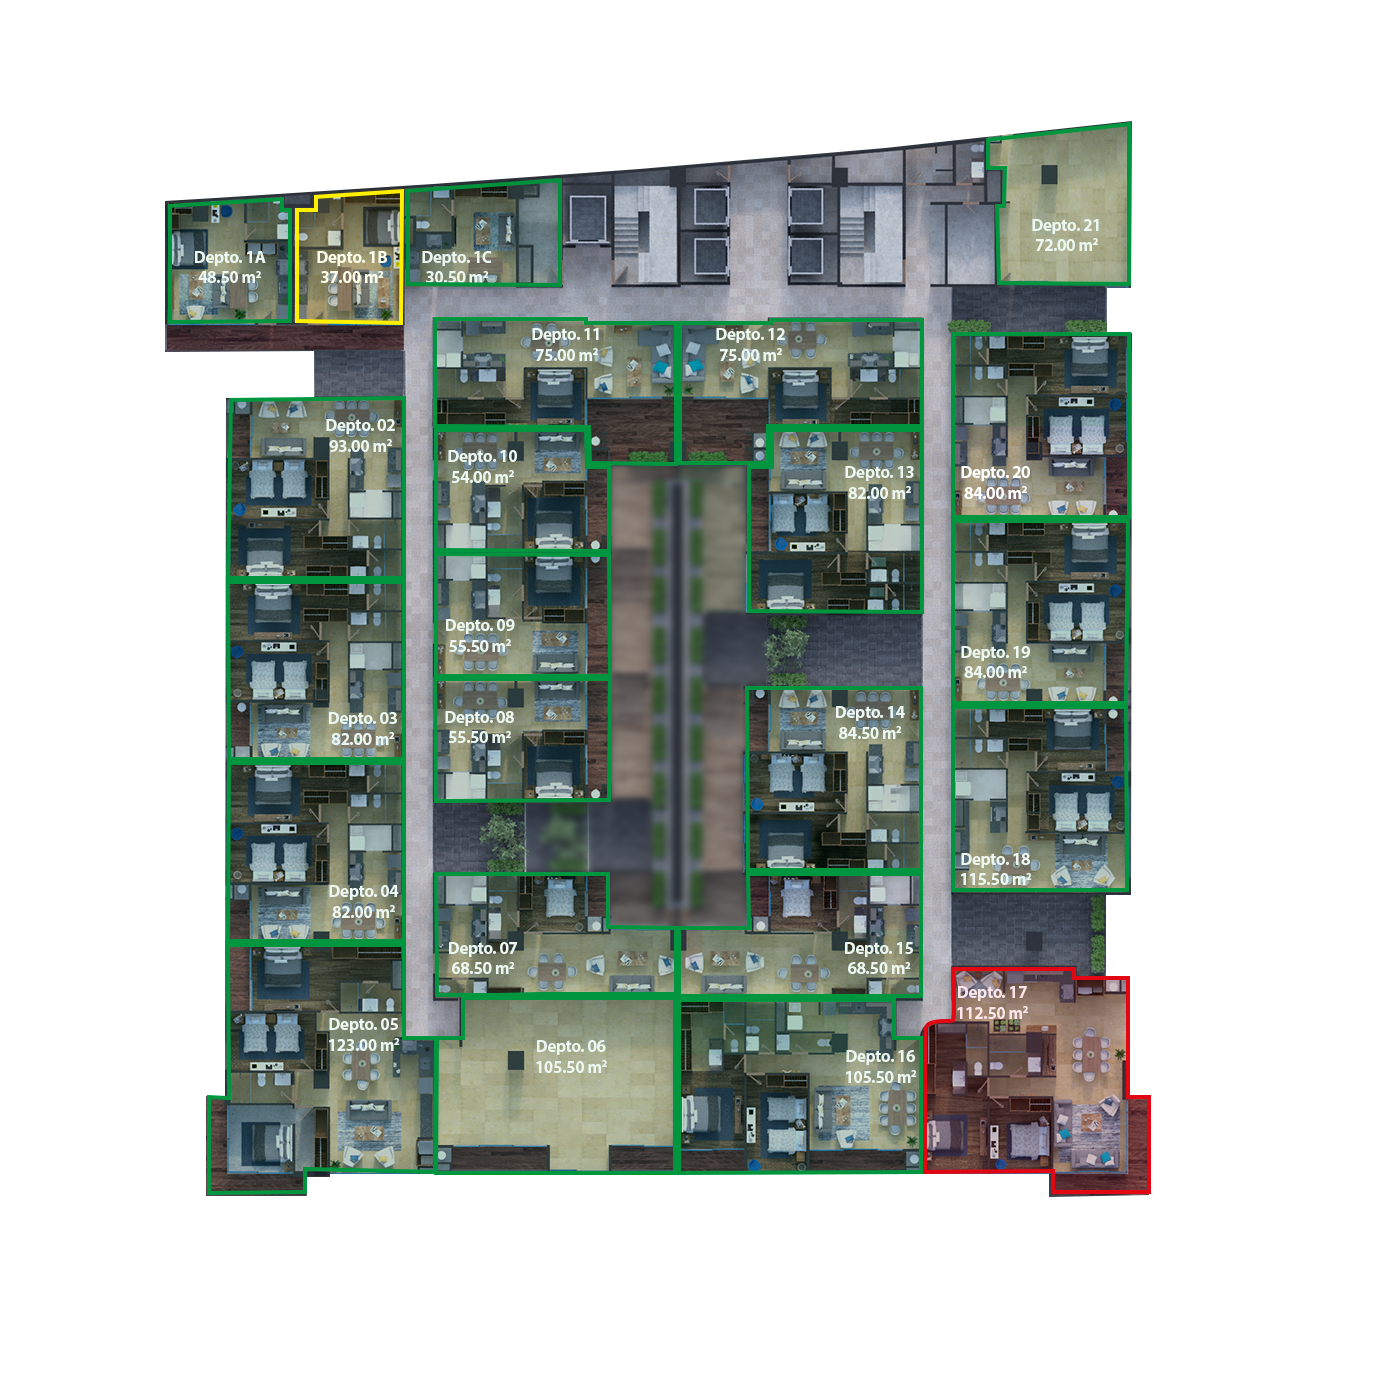 Depto. 21
72.00 m²
Depto. 1A
48.50 m²
Depto. 1B
37.00 m²
Depto. 1C
30.50 m²
Depto. 11
75.00 m²
Depto. 12
75.00 m²
Depto. 02
93.00 m²
Depto. 10
54.00 m²
Depto. 13
82.00 m²
Depto. 20
84.00 m²
Depto. 09
55.50 m²
Depto. 19
84.00 m²
Depto. 03
82.00 m²
Depto. 08
55.50 m²
Depto. 14
84.50 m²
Depto. 04
82.00 m²
Depto. 18
115.50 m²
Depto. 07
68.50 m²
Depto. 15
68.50 m²
Depto. 17
112.50 m²
Depto. 05
123.00 m²
Depto. 06
105.50 m²
Depto. 16
105.50 m²